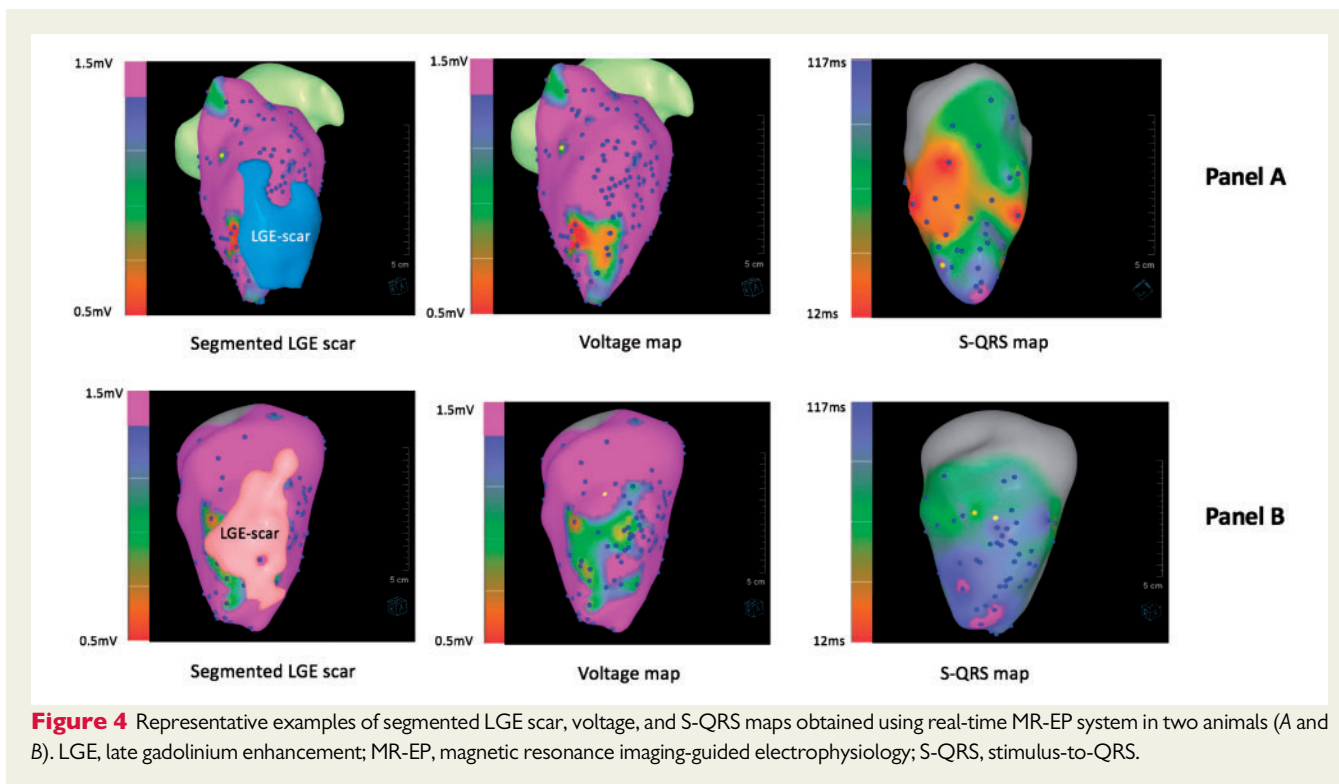 1.5mV
LGE-scar
5 cm
0.5mV
Segmented LGE scar
1.5mV
5 cm
0.5mV
Voltage map
117ms
5 cm
12ms
S-QRS map
Panel A
1.5mV
LGE-scar
5 cm
0.5mV
Segmented LGE scar
1.5mV
5 cm
0.5mV
Voltage map
117ms
5 cm
12ms
S-QRS map
Panel B
Figure 4 Representative examples of segmented LGE scar, voltage, and S-QRS maps obtained using real-time MR-EP system in two animals (A and
B). LGE, late gadolinium enhancement; MR-EP, magnetic resonance imaging-guided electrophysiology; S-QRS, stimulus-to-QRS.